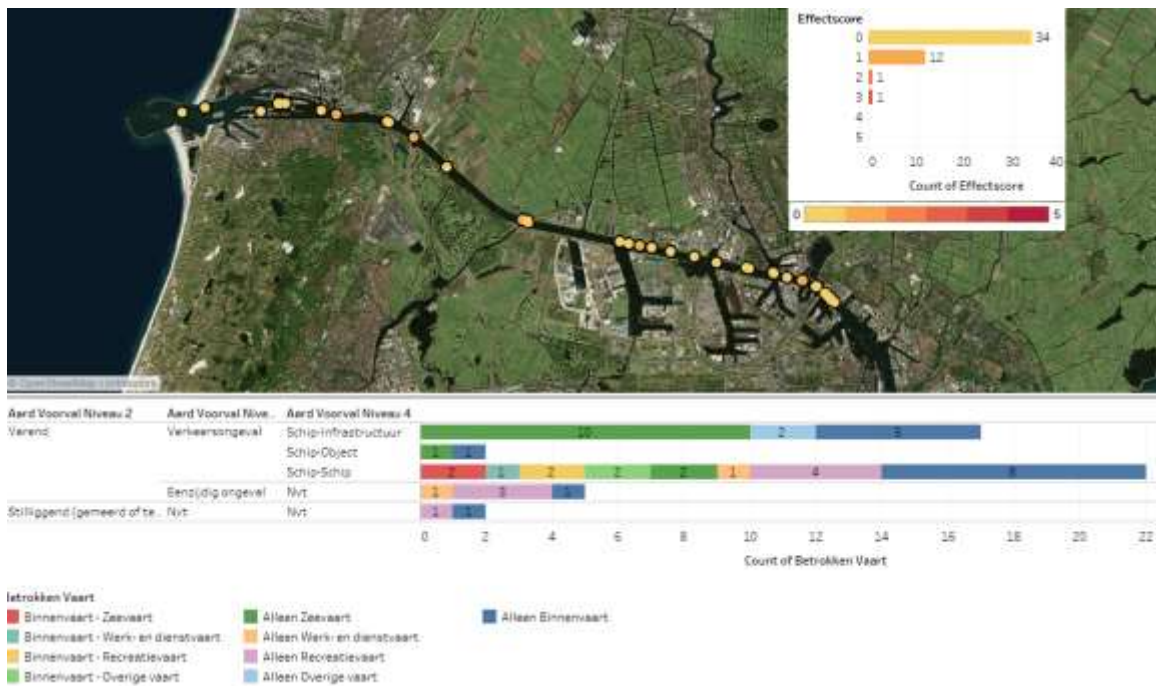 Effectscore
0 34
1 12
2 1
3 1
4
5
0 10 20 30 40
Count of Effectscore
0 5
© OpenStreetMap contributors
Aard Voorval Niveau 2 Aard Voorval Nive.. Aard Voorval Niveau 4
Varend Verkeersongeval Schip-Infrastructuur 10 2 5
Schip-Object 1 1
Schip-Schip 2 1 2 2 2 1 4 8
Eenzijdig ongeval Nvt 1 3 1
Stilliggend (gemeerd of te.. Nvt Nvt 1 1
0 2 4 6 8 10 12 14 16 18 20 22
Count of Betrokken Vaart
etrokken Vaart
Binnenvaart - Zeevaart Alleen Zeevaart Alleen Binnenvaart
Binnenvaart - Werk- en dienstvaart Alleen Werk- en dienstvaart
Binnenvaart - Recreatievaart Alleen Recreatievaart
Binnenvaart - Overige vaart Alleen Overige vaart